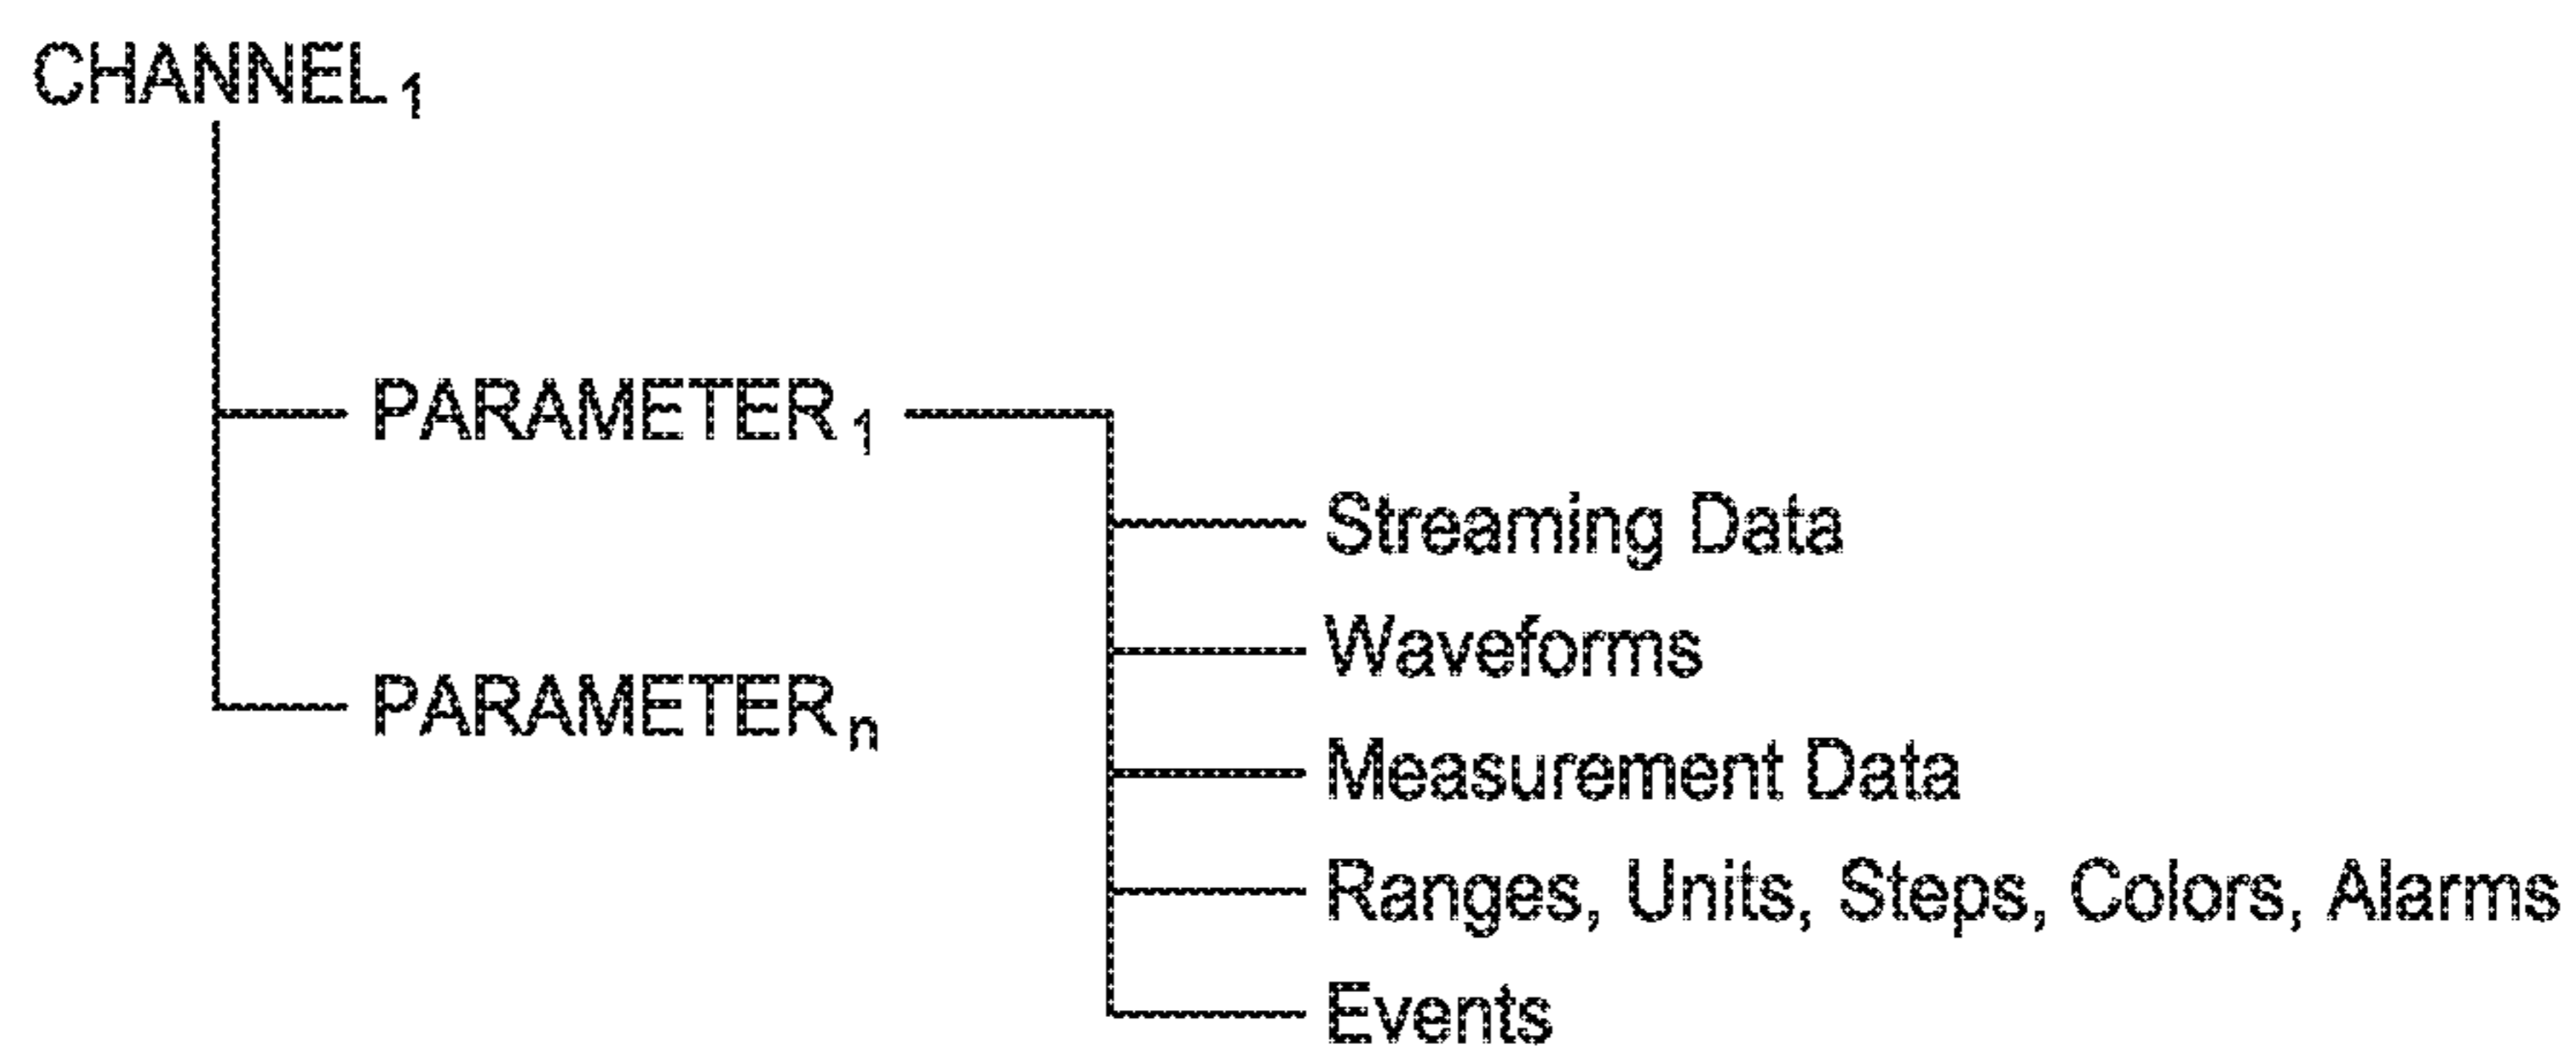 CHANNEL1
PARAMETER1
Streaming Data
Waveforms
PARAMETERn
Measurement Data
Ranges, Units, Steps, Colors, Alarms
Events